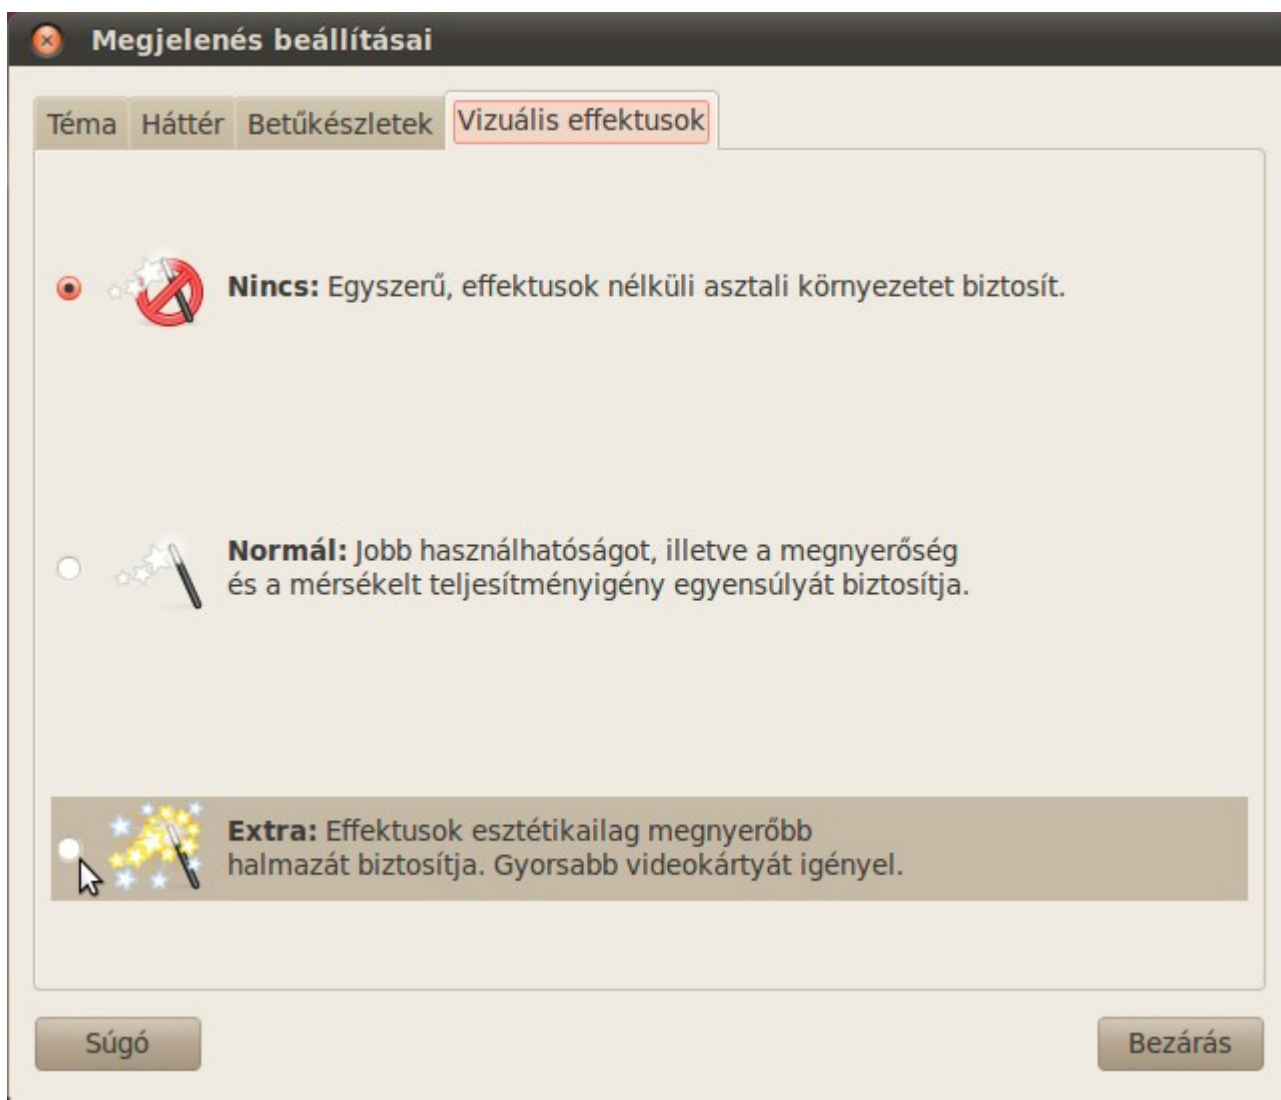 Megjelenés beállításai
Téma Háttér Betűkészletek Vizuális effektusok
Nincs: Egyszerű, effektusok nélküli asztali környezetet biztosít.
Normál: Jobb használhatóságot, illetve a megnyerőség
és a mérsékelt teljesítményigény egyensúlyát biztosítja.
Extra: Effektusok esztétikailag megnyerőbb
halmazát biztosítja. Gyorsabb videokártyát igényel.
Súgó Bezárás